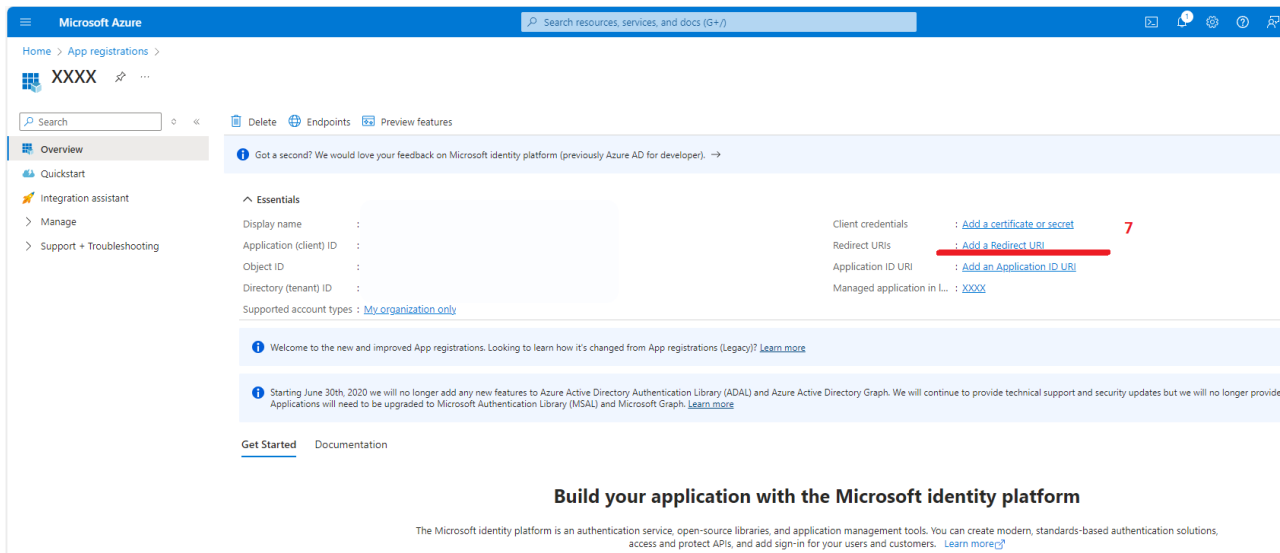 Microsoft Azure
Search resources, services, and docs (G+/)
1
Home > App registrations >
XXXX
Search
Delete
Endpoints
Preview features
Overview
Quickstart
Integration assistant
Manage
Support + Troubleshooting
Got a second? We would love your feedback on Microsoft identity platform (previously Azure AD for developer).
Essentials
Display name :
Application (client) ID :
Object ID :
Directory (tenant) ID :
Supported account types : My organization only
Client credentials : Add a certificate or secret
7
Redirect URIs : Add a Redirect URI
Application ID URI : Add an Application ID URI
Managed application in l... : XXXX
Welcome to the new and improved App registrations. Looking to learn how it's changed from App registrations (Legacy)? Learn more
Starting June 30th, 2020 we will no longer add any new features to Azure Active Directory Authentication Library (ADAL) and Azure Active Directory Graph. We will continue to provide technical support and security updates but we will no longer provide
Applications will need to be upgraded to Microsoft Authentication Library (MSAL) and Microsoft Graph. Learn more
Get Started
Documentation
Build your application with the Microsoft identity platform
The Microsoft identity platform is an authentication service, open-source libraries, and application management tools. You can create modern, standards-based authentication solutions,
access and protect APIs, and add sign-in for your users and customers. Learn more